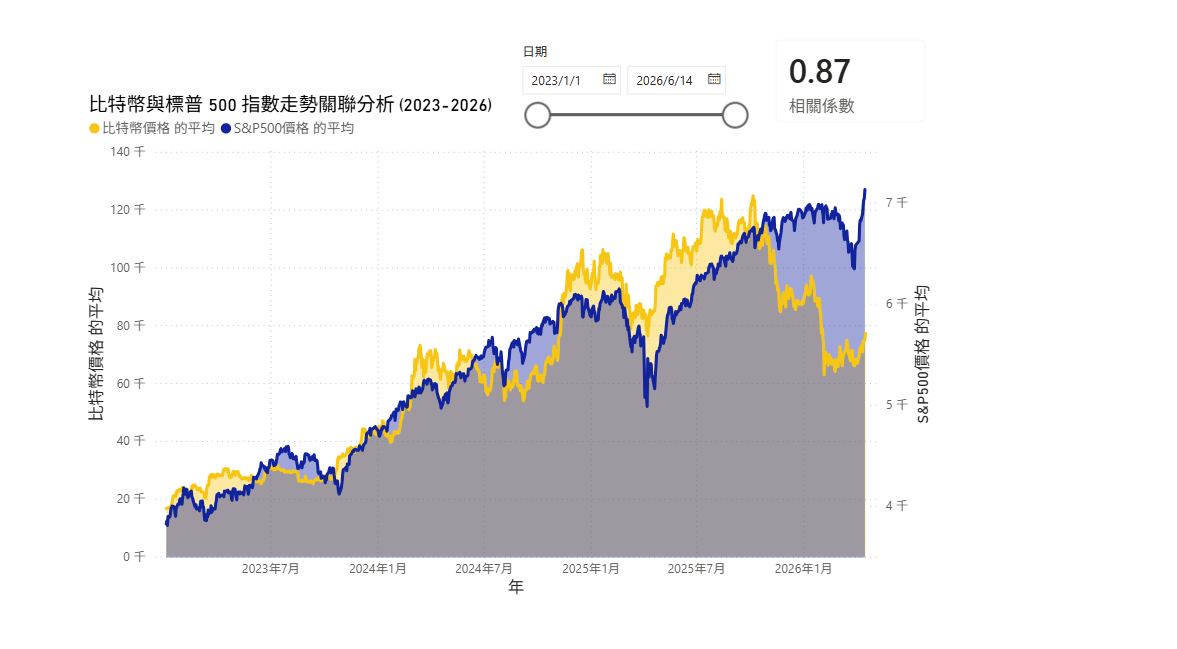 日期
2023/1/1
2026/6/14
0.87
相關係數
比特幣與標普 500 指數走勢關聯分析 (2023-2026)
比特幣價格 的平均 S&P500價格 的平均
140 千
120 千
100 千
80 千
60 千
40 千
20 千
0 千
比特幣價格 的平均
7 千
6 千
5 千
4 千
S&P500價格 的平均
2023年7月
2024年1月
2024年7月
2025年1月
2025年7月
2026年1月
年